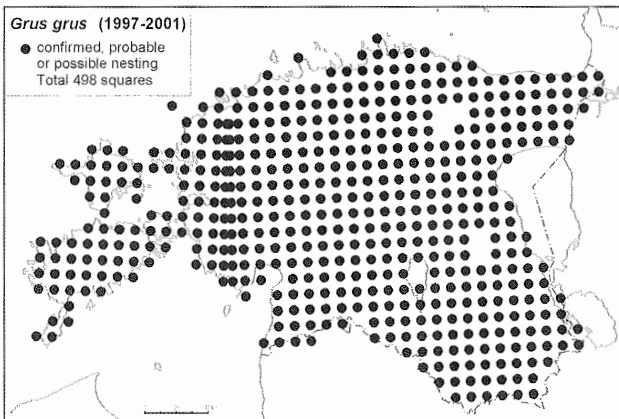 Grus grus (1997-2001)
confirmed, probable
or possible nesting
Total 498 squares